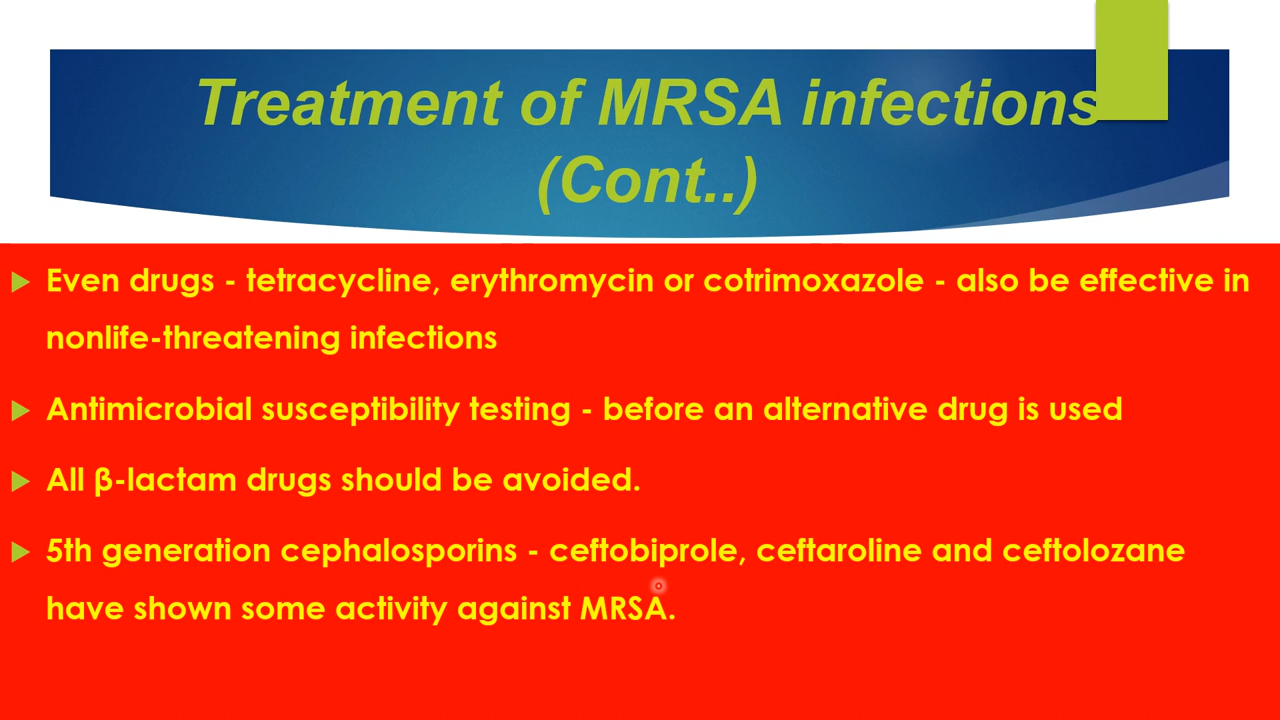 Treatment of MRSA infections
(Cont..)
Even drugs - tetracycline, erythromycin or cotrimoxazole - also be effective in
nonlife-threatening infections
Antimicrobial susceptibility testing - before an alternative drug is used
All β-lactam drugs should be avoided.
5th generation cephalosporins - ceftobiprole, ceftaroline and ceftolozane
have shown some activity against MRSA.